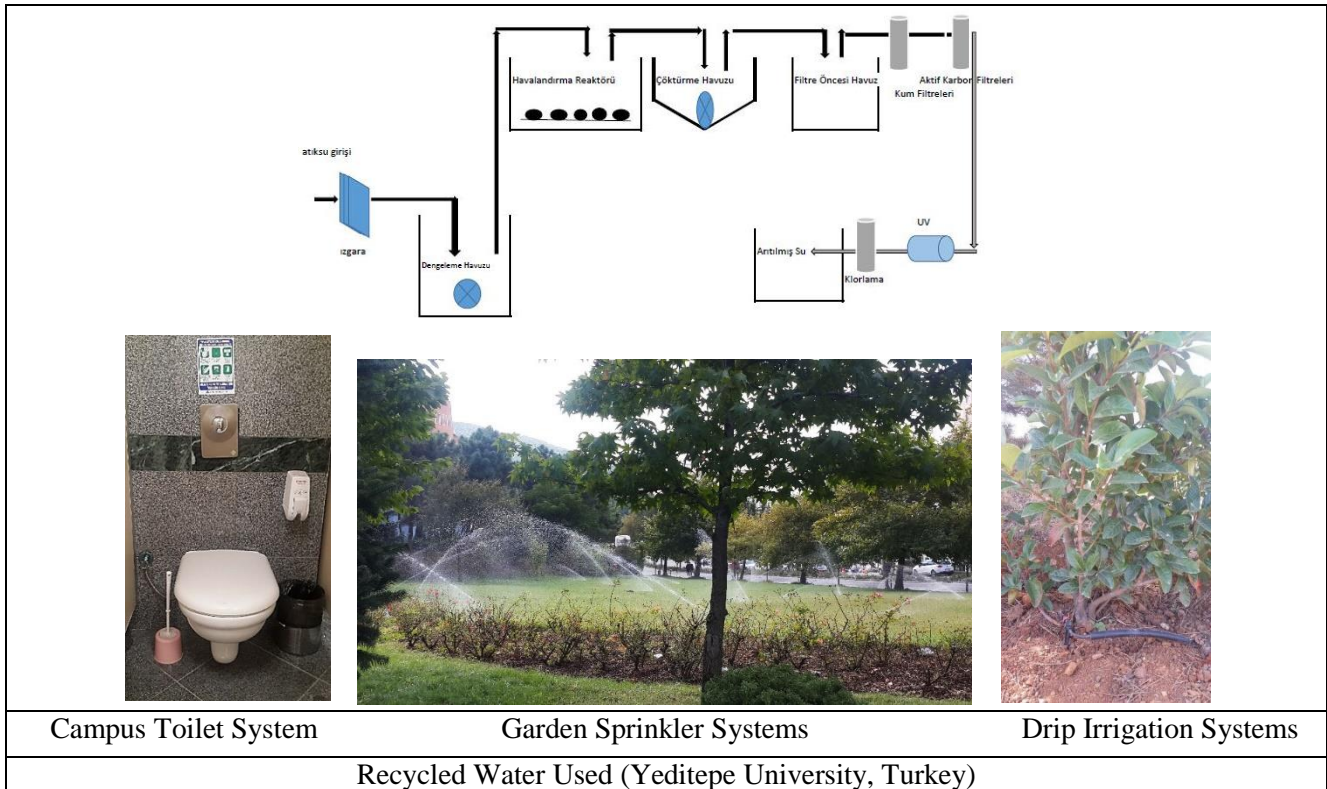 Havalandırma Reaktörü
Çöktürme Havuzu
Filtre Öncesi Havuz
Aktif Karbon Filtreleri
Kum Filtreleri
atıksu girişi
ızgara
Dengeleme Havuzu
UV
Arıtılmış Su
Klorlama
Campus Toilet System
Garden Sprinkler Systems
Drip Irrigation Systems
Recycled Water Used (Yeditepe University, Turkey)